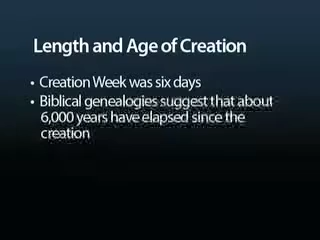 Length and Age of Creation
• Creation Week was six days
• Biblical genealogies suggest that about
6,000 years have elapsed since the
creation